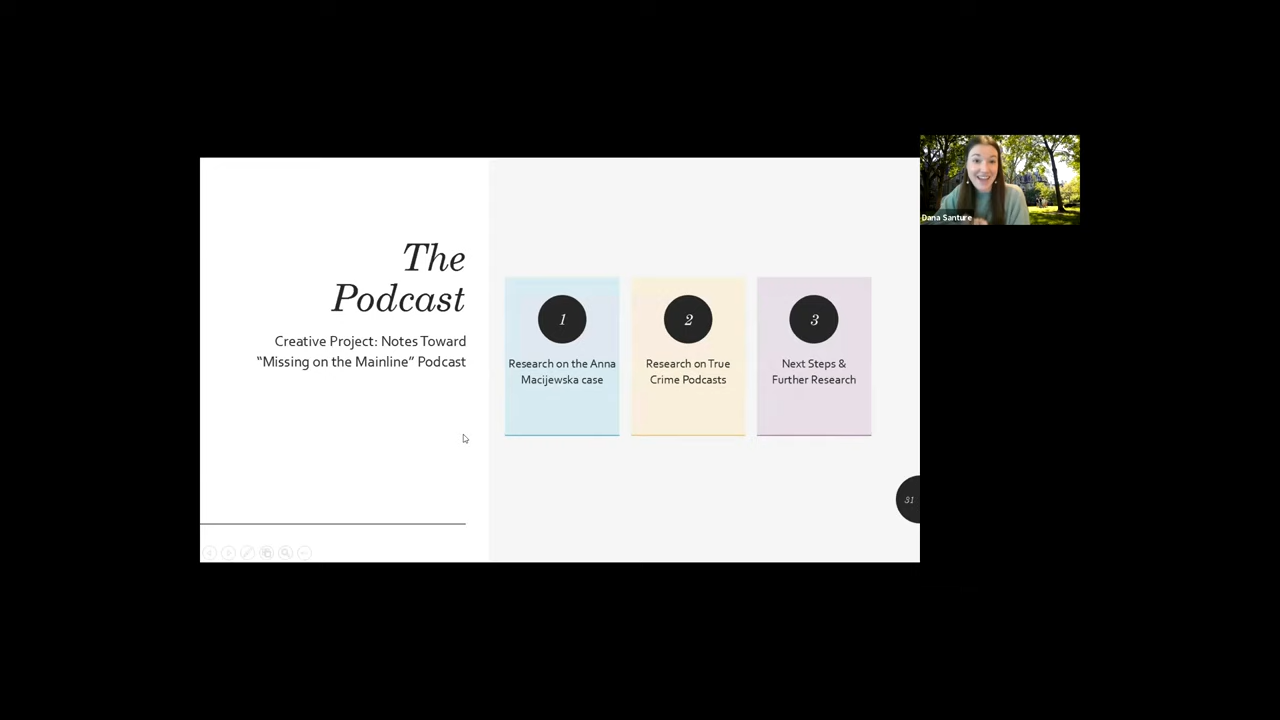 The
Podcast
Creative Project: Notes Toward
“Missing on the Mainline” Podcast
1
Research on the Anna
Macijewska case
2
Research on True
Crime Podcasts
3
Next Steps &
Further Research
31
Dana Santure